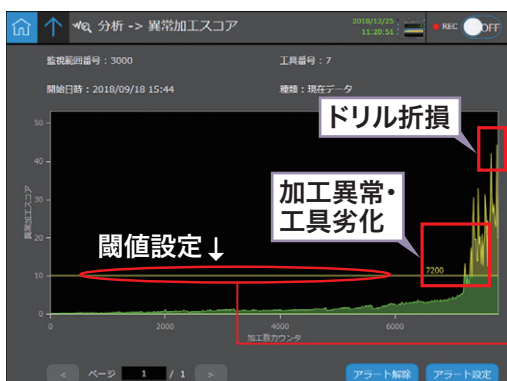 分析 -> 異常加工スコア
2018/12/25
11:20:51
REC
OFF
監視範囲番号：3000
工具番号：7
開始日時：2018/09/18 15:44
種類：現在データ
ドリル折損
加工異常・
工具劣化
閾値設定↓
7200
異常加工スコア
50
40
30
20
10
0
0
2000
4000
6000
加工数カウンタ
<
ページ
1
/ 1
>
アラート解除
アラート設定